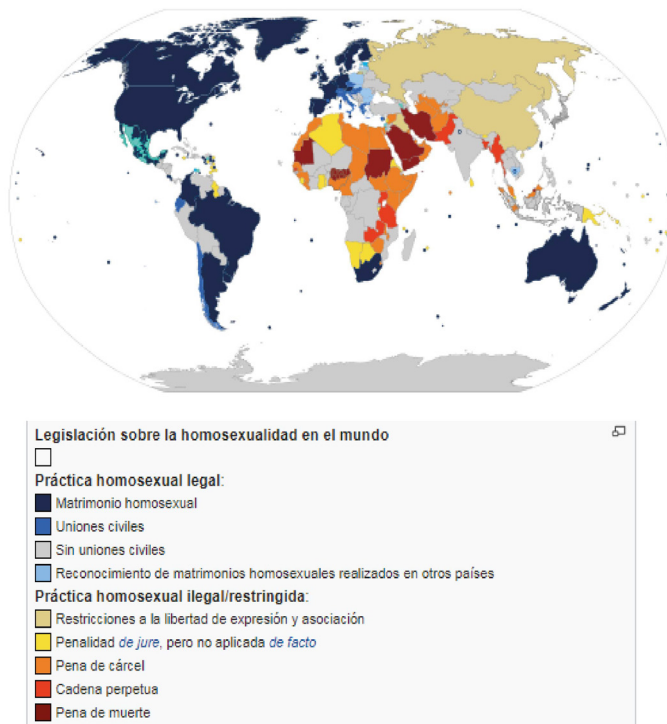 Legislación sobre la homosexualidad en el mundo
Práctica homosexual legal:
Matrimonio homosexual
Uniones civiles
Sin uniones civiles
Reconocimiento de matrimonios homosexuales realizados en otros países
Práctica homosexual ilegal/restringida:
Restricciones a la libertad de expresión y asociación
Penalidad de jure, pero no aplicada de facto
Pena de cárcel
Cadena perpetua
Pena de muerte